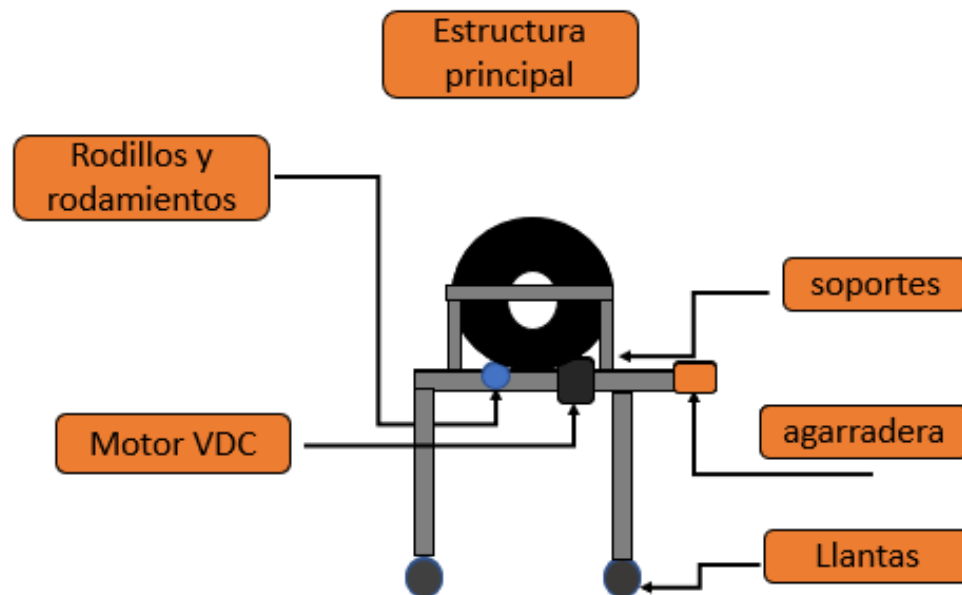 Estructura
principal
Rodillos y
rodamientos
soportes
Motor VDC
agarradera
Llantas